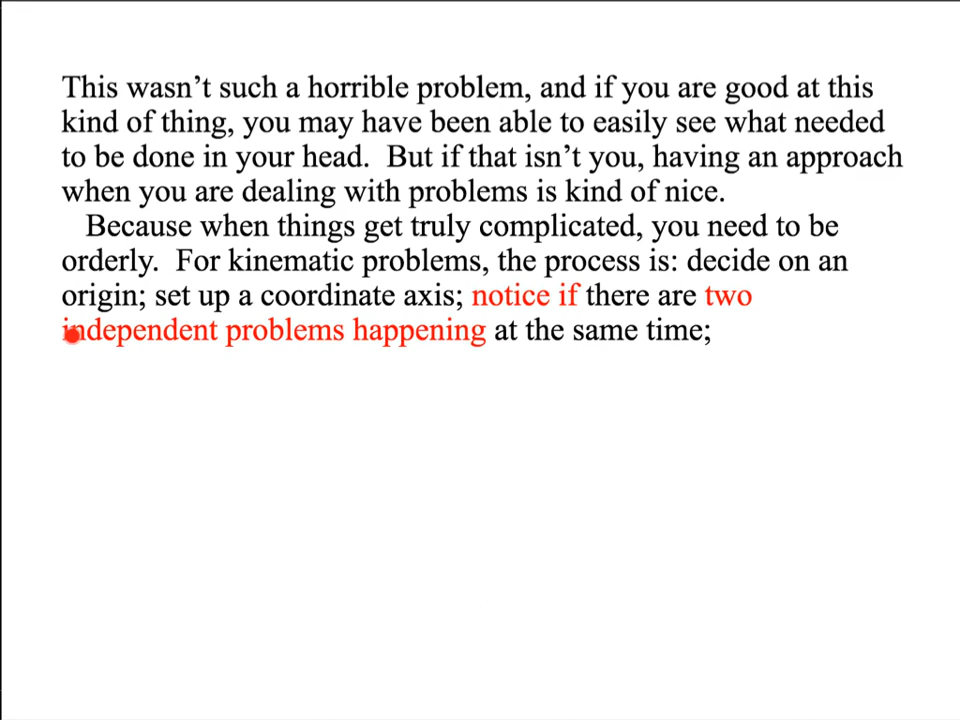 This wasn’t such a horrible problem, and if you are good at this
kind of thing, you may have been able to easily see what needed
to be done in your head.  But if that isn’t you, having an approach
when you are dealing with problems is kind of nice.
Because when things get truly complicated, you need to be
orderly.  For kinematic problems, the process is: decide on an
origin; set up a coordinate axis; notice if there are two
independent problems happening at the same time;